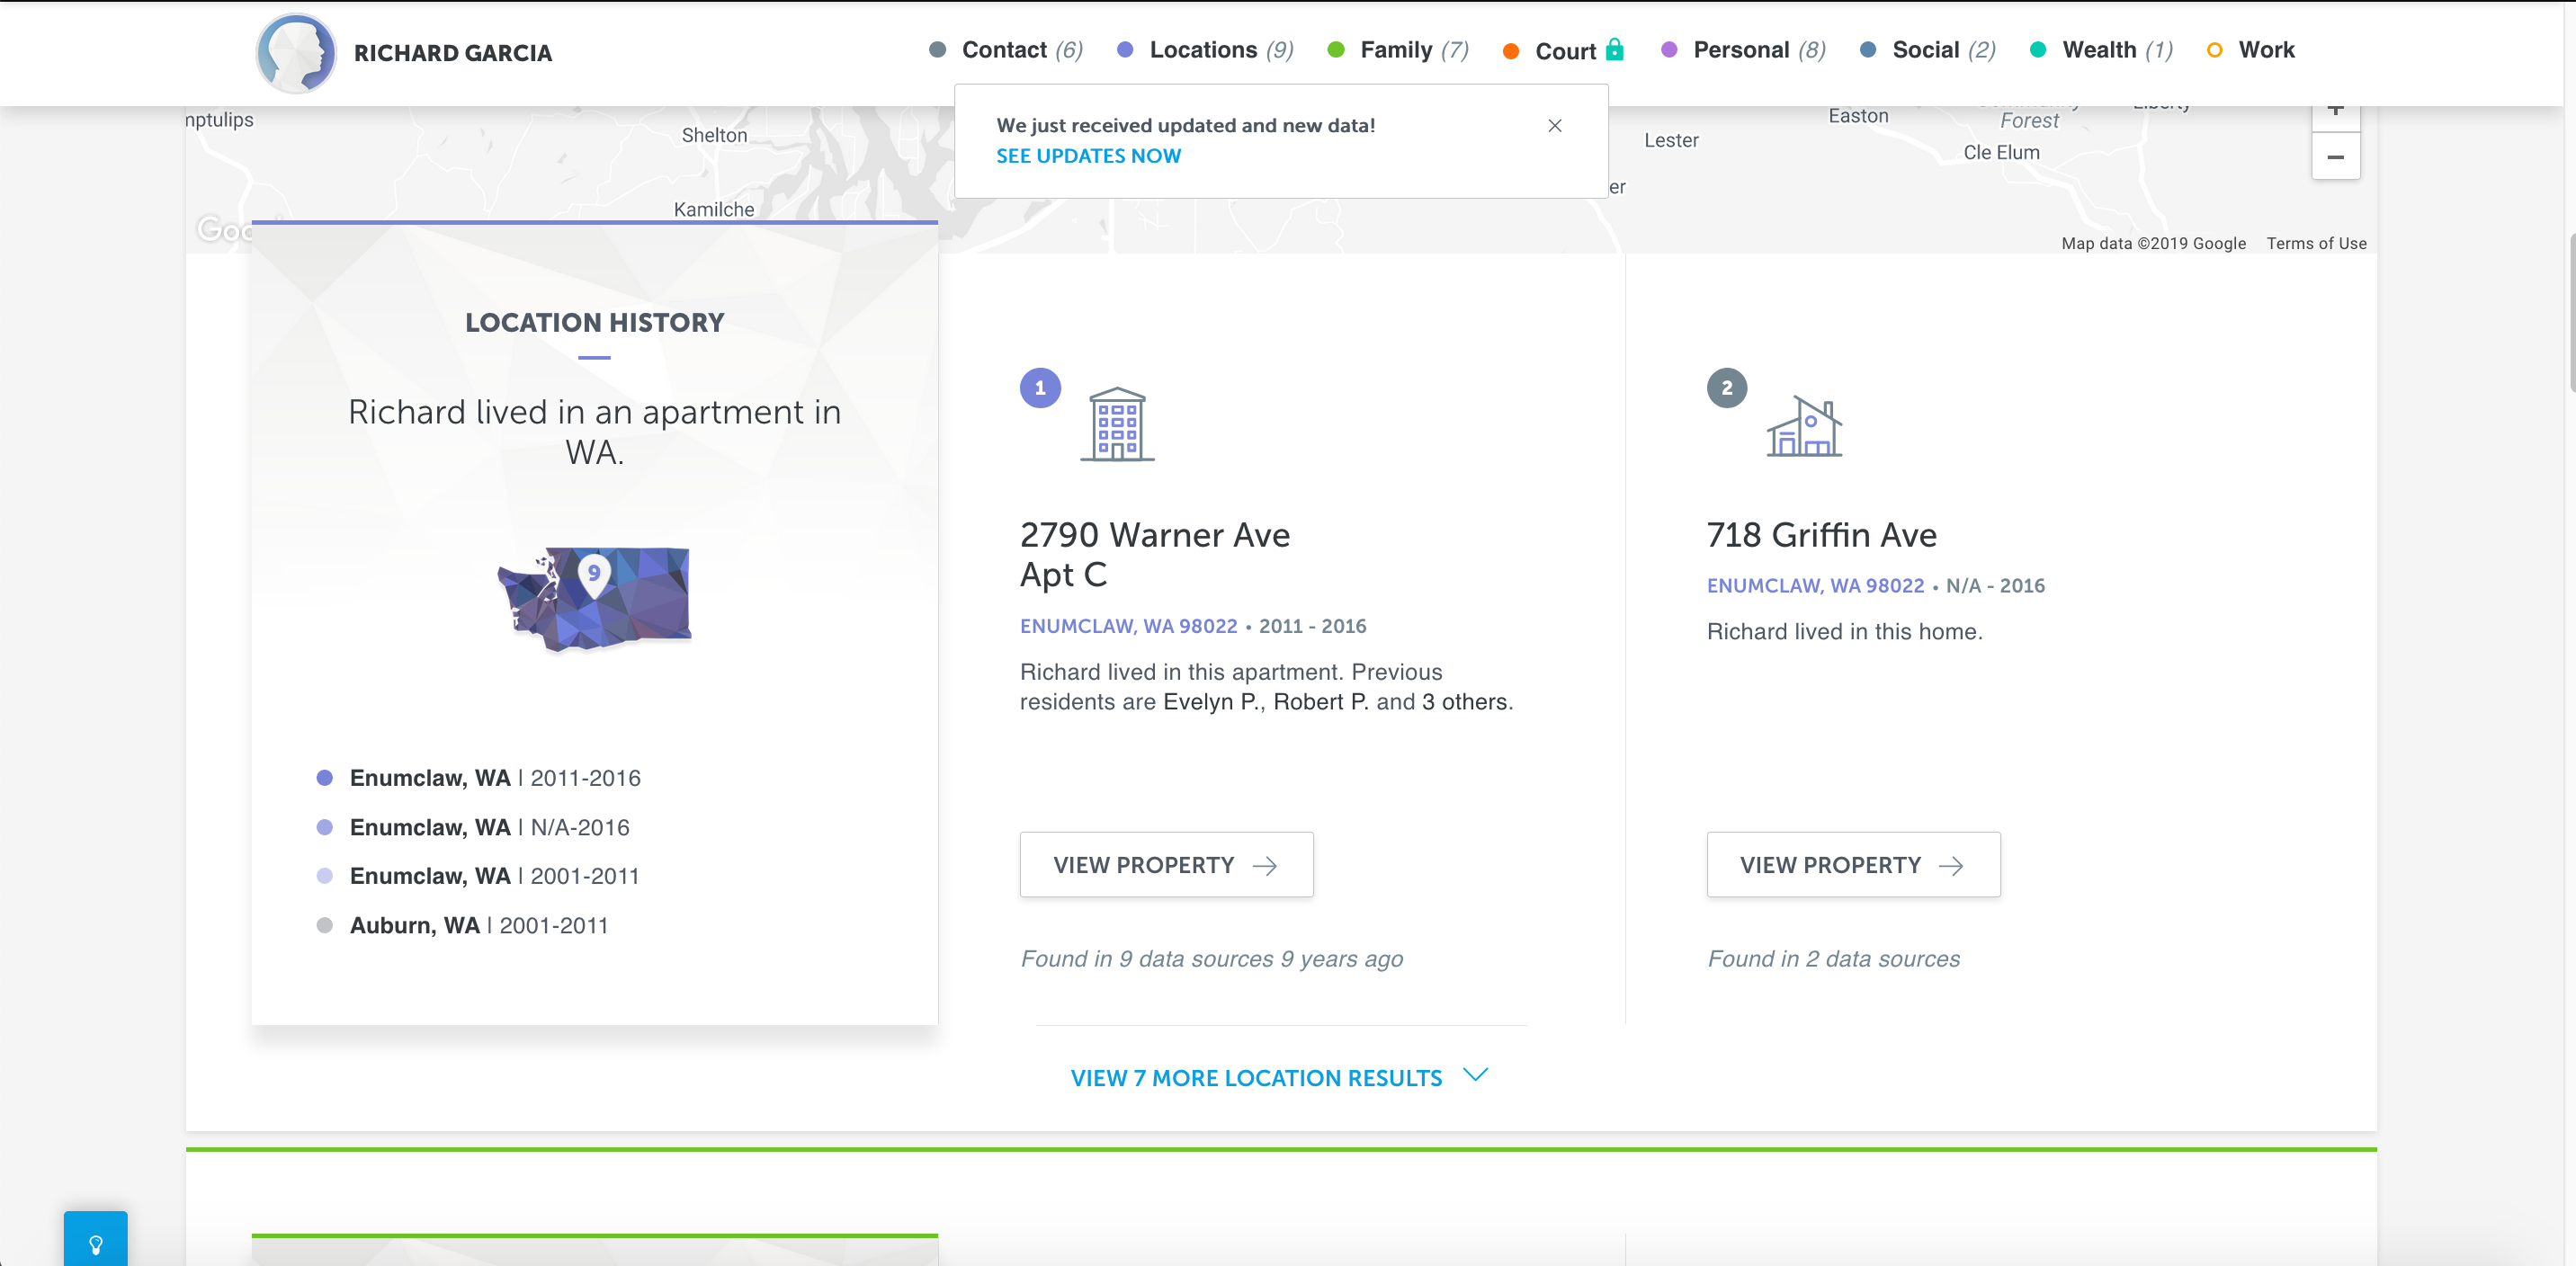 RICHARD GARCIA
Contact (6)
Locations (9)
Family (7)
Court
Personal (8)
Social (2)
Wealth (1)
Work
We just received updated and new data!
SEE UPDATES NOW
Shelton
Kamilche
Lester
Easton
Forest
Cle Elum
Map data ©2019 Google
Terms of Use
LOCATION HISTORY
Richard lived in an apartment in
WA.
9
Enumclaw, WA | 2011-2016
Enumclaw, WA | N/A-2016
Enumclaw, WA | 2001-2011
Auburn, WA | 2001-2011
1
2790 Warner Ave
Apt C
ENUMCLAW, WA 98022 • 2011 - 2016
Richard lived in this apartment. Previous
residents are Evelyn P., Robert P. and 3 others.
VIEW PROPERTY
Found in 9 data sources 9 years ago
2
718 Griffin Ave
ENUMCLAW, WA 98022 • N/A - 2016
Richard lived in this home.
VIEW PROPERTY
Found in 2 data sources
VIEW 7 MORE LOCATION RESULTS